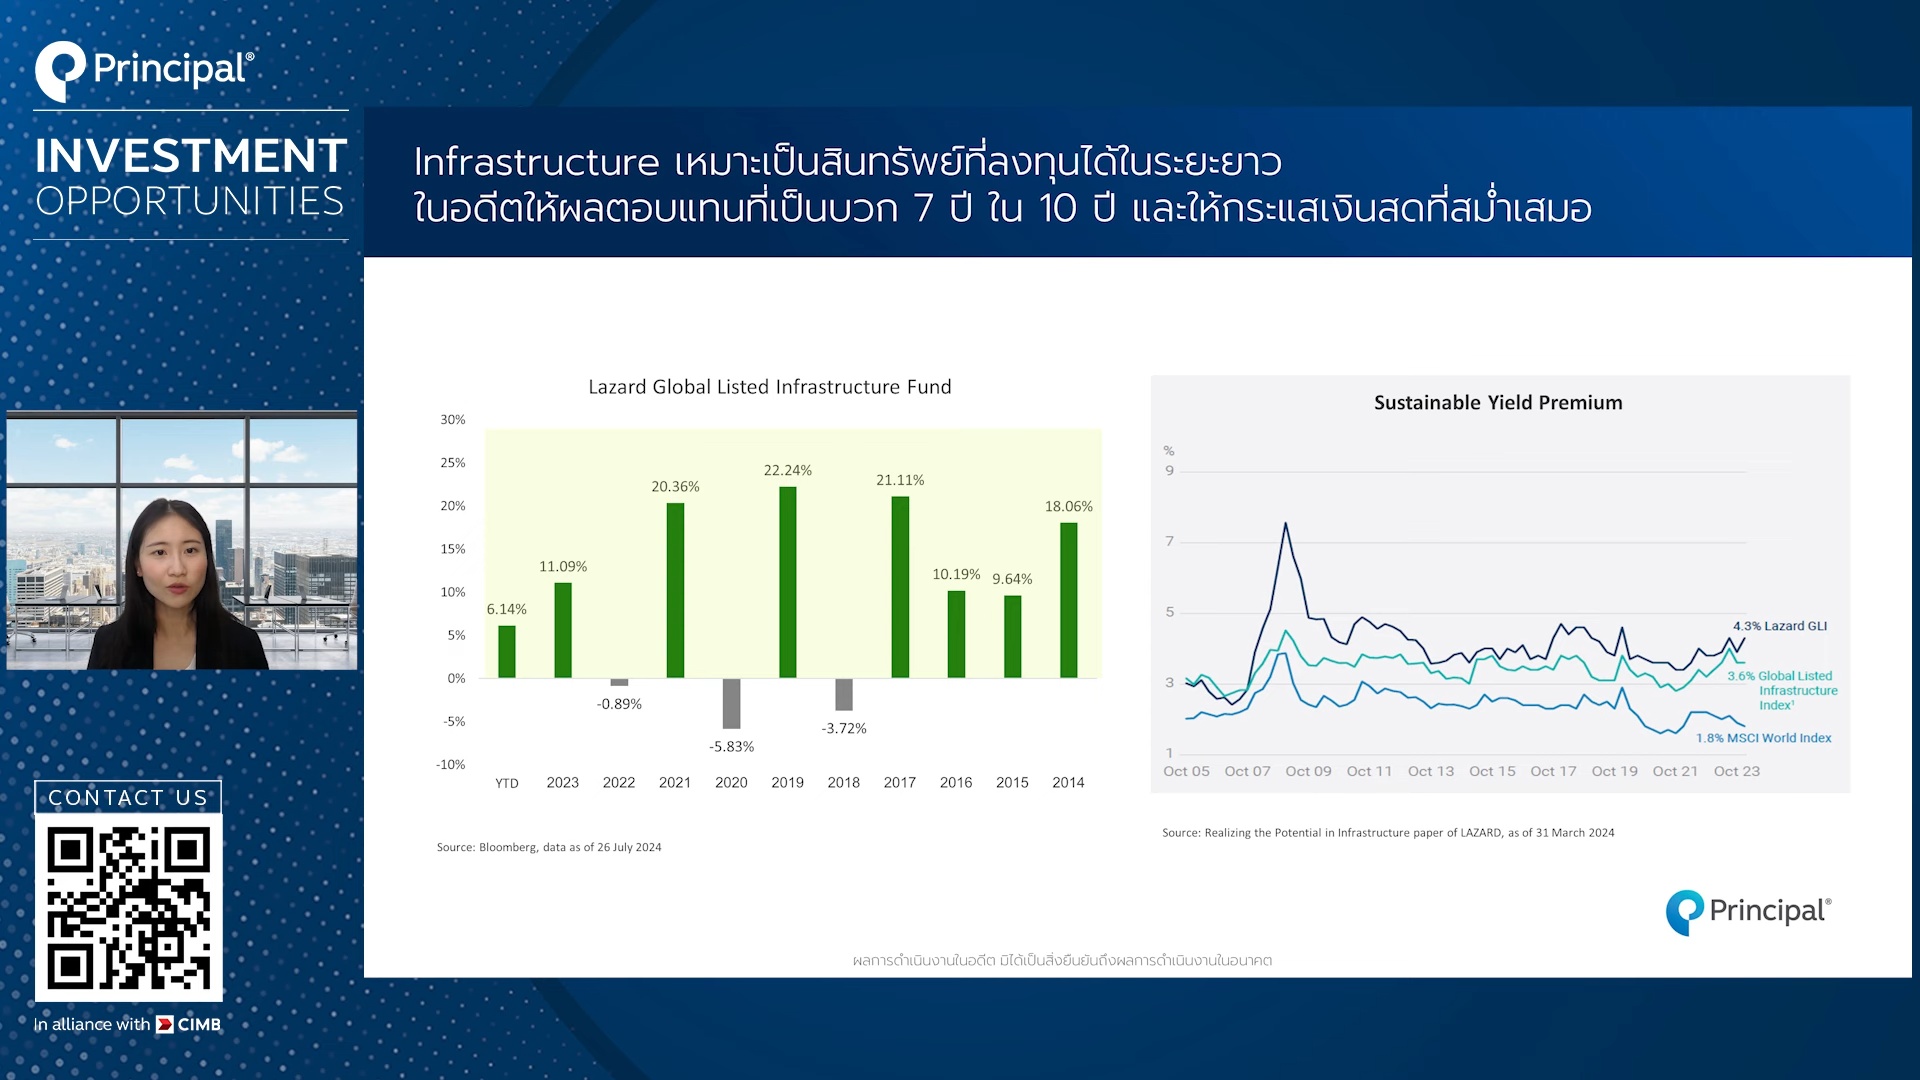 Principal®
INVESTMENT
OPPORTUNITIES
CONTACT US
In alliance with CIMB
Infrastructure เหมาะเป็นสินทรัพย์ที่ลงทุนได้ในระยะยาว
ในอดีตให้ผลตอบแทนที่เป็นบวก 7 ปี ใน 10 ปี และให้กระแสเงินสดที่สม่ำเสมอ
Lazard Global Listed Infrastructure Fund
30%
25%
20%
15%
10%
5%
0%
-5%
-10%
6.14%
11.09%
-0.89%
20.36%
-5.83%
22.24%
-3.72%
21.11%
10.19%
9.64%
18.06%
YTD 2023 2022 2021 2020 2019 2018 2017 2016 2015 2014
Source: Bloomberg, data as of 26 July 2024
Sustainable Yield Premium
%
9
7
5
3
1
4.3% Lazard GLI
3.6% Global Listed
Infrastructure
Index¹
1.8% MSCI World Index
Oct 05 Oct 07 Oct 09 Oct 11 Oct 13 Oct 15 Oct 17 Oct 19 Oct 21 Oct 23
Source: Realizing the Potential in Infrastructure paper of LAZARD, as of 31 March 2024
Principal®
ผลการดำเนินงานในอดีต มิได้เป็นสิ่งยืนยันถึงผลการดำเนินงานในอนาคต